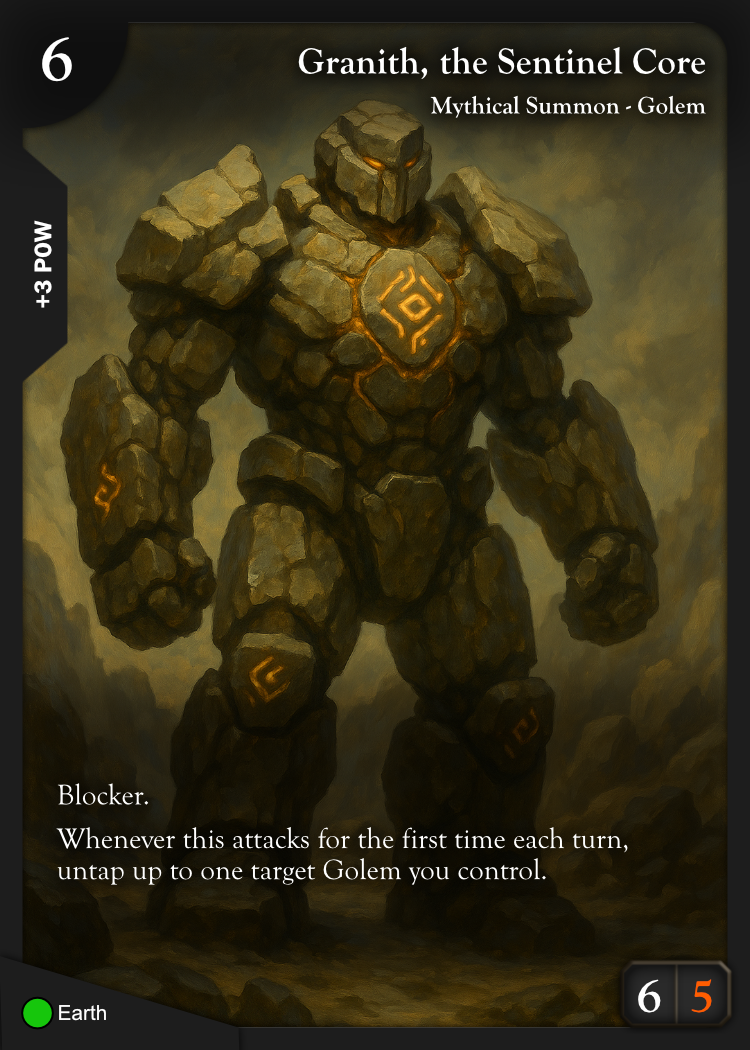 6
Granith, the Sentinel Core
Mythical Summon - Golem
+3 POW
Blocker.
Whenever this attacks for the first time each turn,
untap up to one target Golem you control.
Earth
6 5